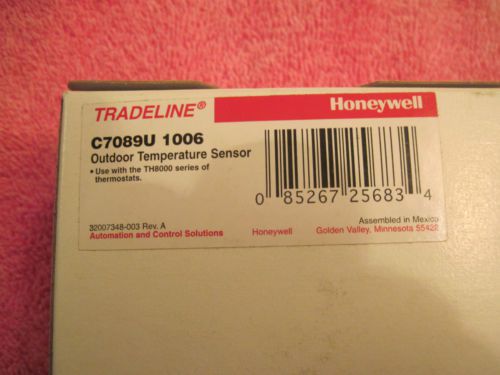 TRADELINE® Honeywell
C7089U 1006
Outdoor Temperature Sensor
• Use with the TH8000 series of
thermostats.
0 85267 25683 4
32007348-003 Rev. A
Assembled in Mexico
Automation and Control Solutions Honeywell Golden Valley, Minnesota 55422